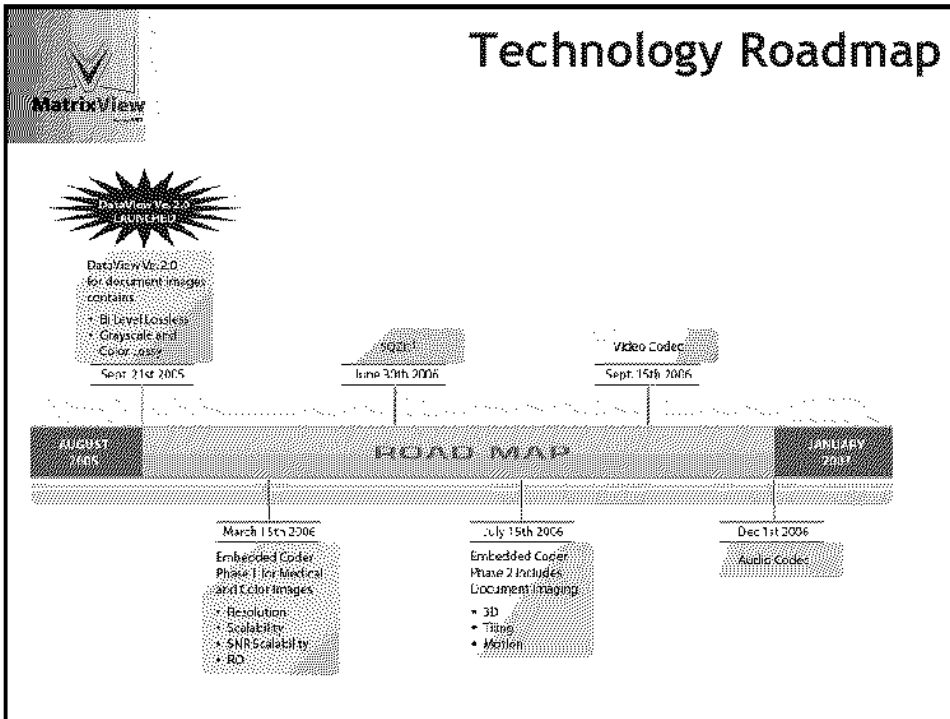 Technology Roadmap
MatrixView
DataView Ver 2.0
LAUNCHED
DataView Ver 2.0
for document images
contains
• Bi Level Lossless
• Grayscale and
Color Lossy
Sept. 21st 2005
June 30th 2006
Video Codec
Sept. 15th 2006
AUGUST
ROAD MAP
JANUARY
2007
March 15th 2006
Embedded Coder
Phase 1 for Medical
and Color Images
• Resolution
• Scalability
• SNR Scalability
• ROI
July 15th 2006
Embedded Coder
Phase 2 Includes
Document Imaging
• 3D
• Tiling
• Motion
Dec 1st 2006
Audio Codec